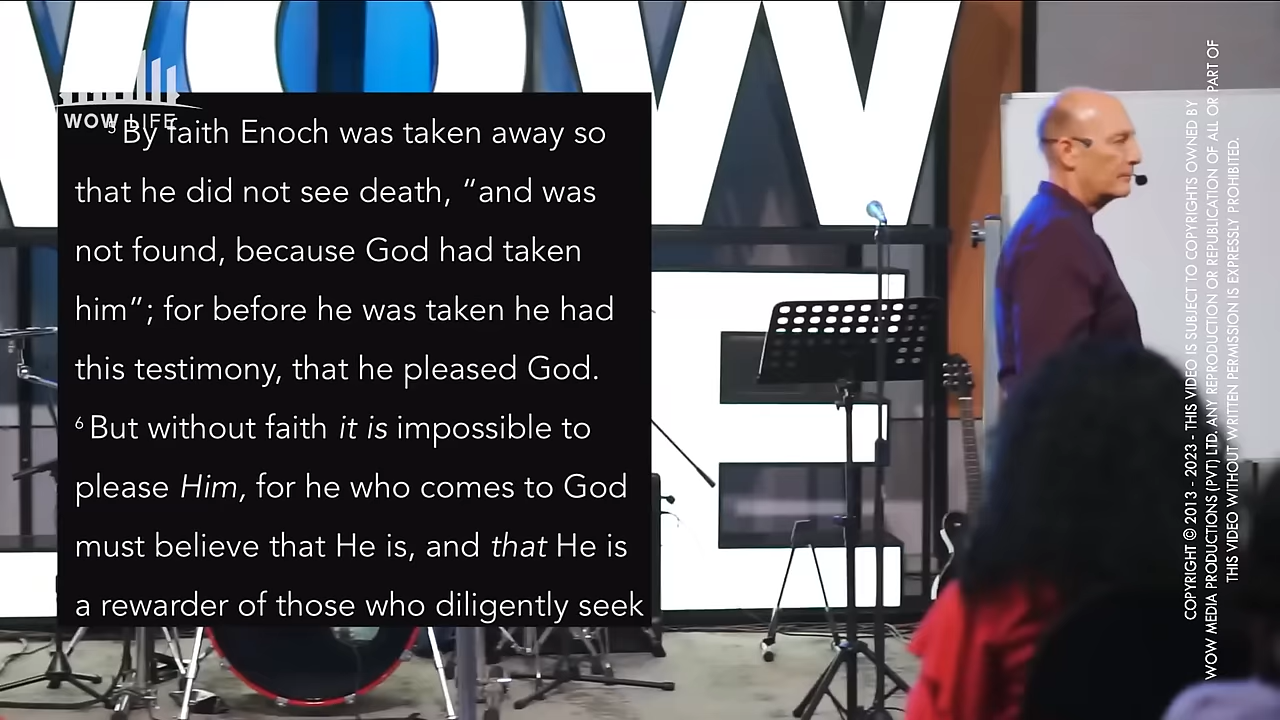 WOW
E
WOW LIFE
5 By faith Enoch was taken away so
that he did not see death, “and was
not found, because God had taken
him”; for before he was taken he had
this testimony, that he pleased God.
6 But without faith it is impossible to
please Him, for he who comes to God
must believe that He is, and that He is
a rewarder of those who diligently seek
COPYRIGHT © 2013 - 2023 - THIS VIDEO IS SUBJECT TO COPYRIGHTS OWNED BY
WOW MEDIA PRODUCTIONS (PVT) LTD. ANY REPRODUCTION OR REPUBLICATION OF ALL OR PART OF
THIS VIDEO WITHOUT WRITTEN PERMISSION IS EXPRESSLY PROHIBITED.